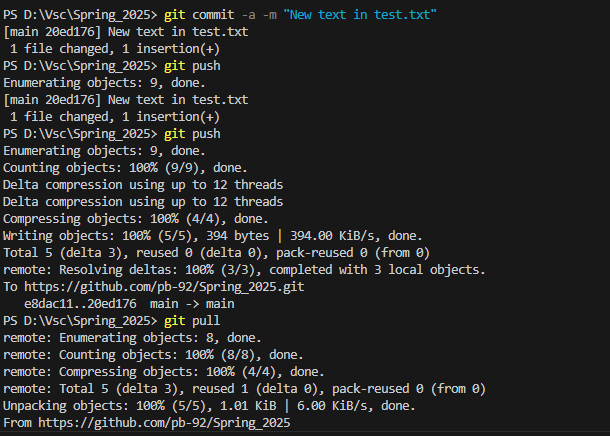 PS D:\Vsc\Spring_2025> git commit -a -m "New text in test.txt"
[main 20ed176] New text in test.txt
 1 file changed, 1 insertion(+)
PS D:\Vsc\Spring_2025> git push
Enumerating objects: 9, done.
[main 20ed176] New text in test.txt
 1 file changed, 1 insertion(+)
PS D:\Vsc\Spring_2025> git push
Enumerating objects: 9, done.
Counting objects: 100% (9/9), done.
Delta compression using up to 12 threads
Delta compression using up to 12 threads
Compressing objects: 100% (4/4), done.
Writing objects: 100% (5/5), 394 bytes | 394.00 KiB/s, done.
Total 5 (delta 3), reused 0 (delta 0), pack-reused 0 (from 0)
remote: Resolving deltas: 100% (3/3), completed with 3 local objects.
To https://github.com/pb-92/Spring_2025.git
   e8dac11..20ed176  main -> main
PS D:\Vsc\Spring_2025> git pull
remote: Enumerating objects: 8, done.
remote: Counting objects: 100% (8/8), done.
remote: Compressing objects: 100% (4/4), done.
remote: Total 5 (delta 3), reused 1 (delta 0), pack-reused 0 (from 0)
Unpacking objects: 100% (5/5), 1.01 KiB | 6.00 KiB/s, done.
From https://github.com/pb-92/Spring_2025